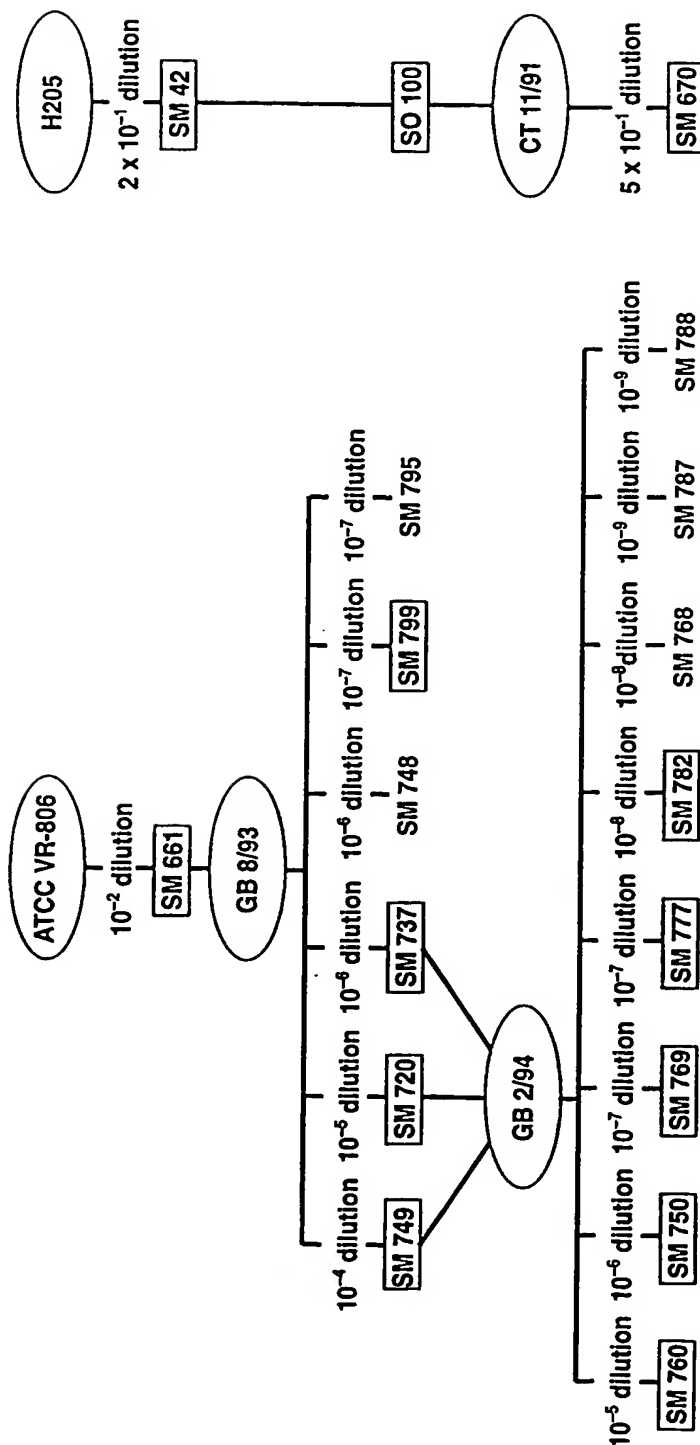 ATCC VR-806
10⁻² dilution
SM 661
GB 8/93
10⁻⁴ dilution
SM 749
10⁻⁵ dilution
SM 720
10⁻⁶ dilution
SM 737
10⁻⁶ dilution
SM 748
10⁻⁷ dilution
SM 799
10⁻⁷ dilution
SM 795
GB 2/94
10⁻⁵ dilution
SM 760
10⁻⁶ dilution
SM 750
10⁻⁷ dilution
SM 769
10⁻⁷ dilution
SM 777
10⁻⁸ dilution
SM 782
10⁻⁸dilution
SM 768
10⁻⁹ dilution
SM 787
10⁻⁹ dilution
SM 788
H205
2 x 10⁻¹ dilution
SM 42
SO 100
CT 11/91
5 x 10⁻¹ dilution
SM 670